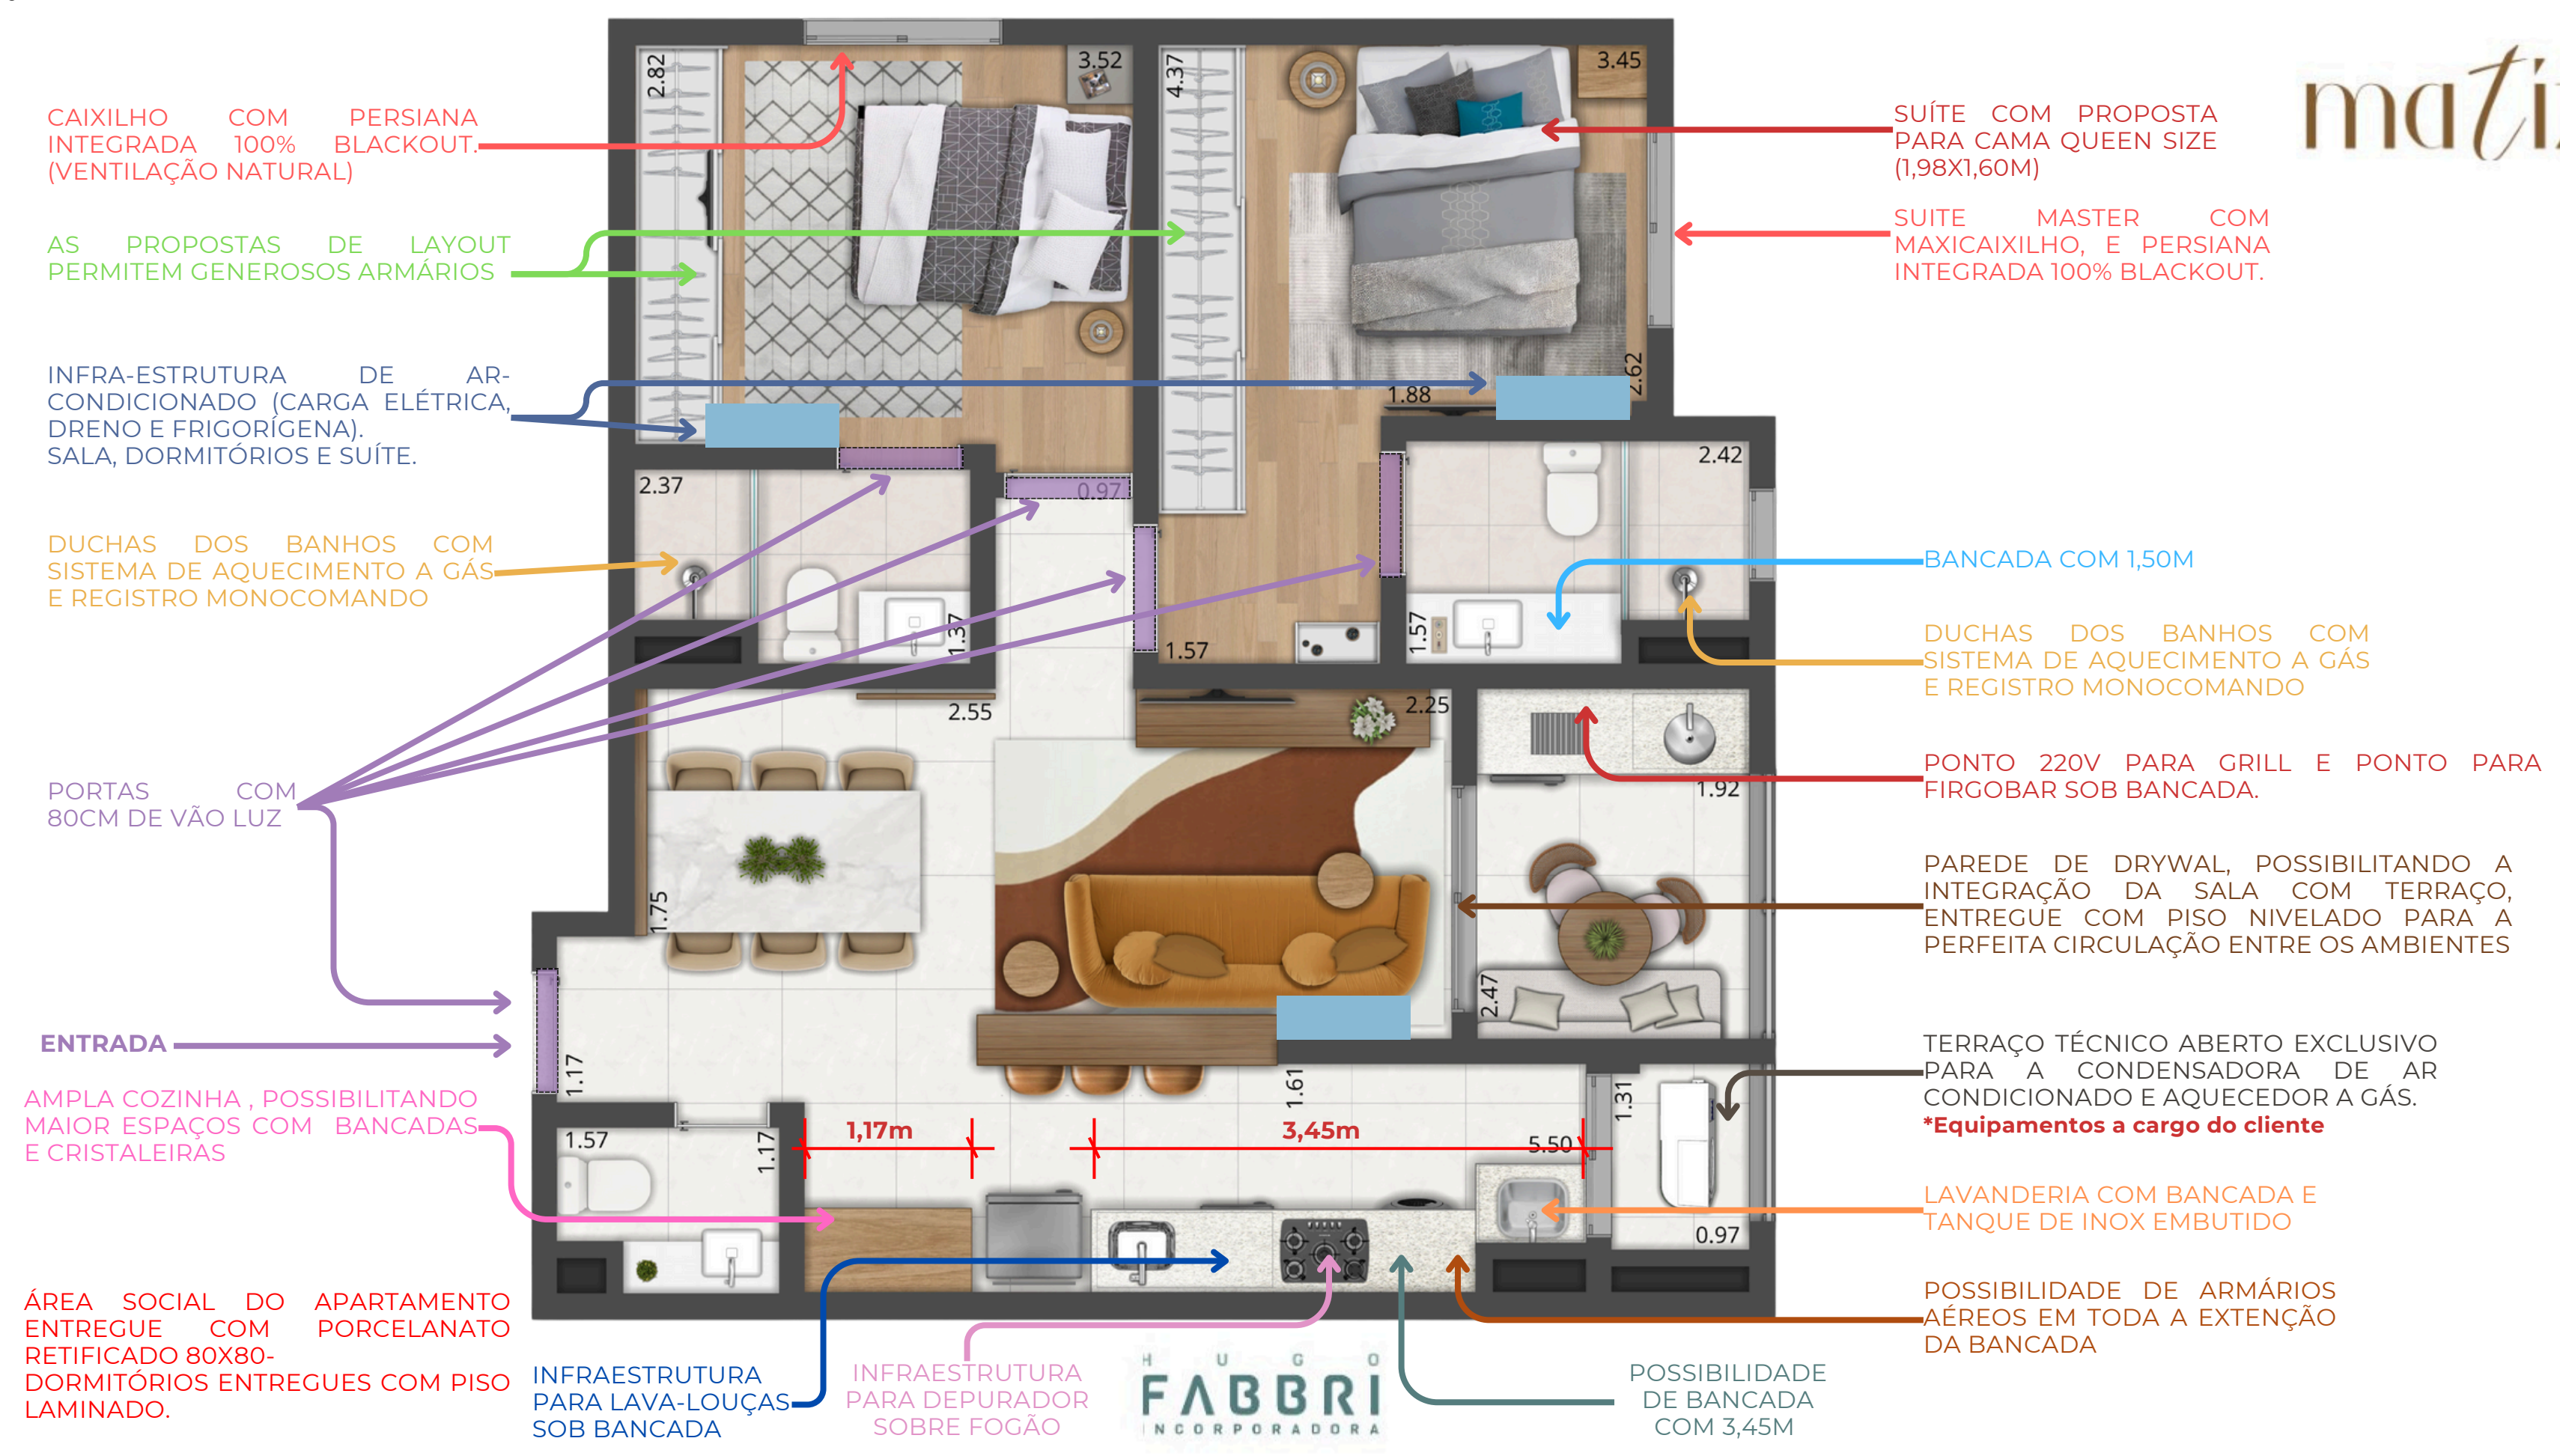 CAIXILHO COM PERSIANA
INTEGRADA 100% BLACKOUT.
(VENTILAÇÃO NATURAL)
AS PROPOSTAS DE LAYOUT
PERMITEM GENEROSOS ARMÁRIOS
INFRA-ESTRUTURA DE AR-
CONDICIONADO (CARGA ELÉTRICA,
DRENO E FRIGORÍGENA).
SALA, DORMITÓRIOS E SUÍTE.
DUCHAS DOS BANHOS COM
SISTEMA DE AQUECIMENTO A GÁS
E REGISTRO MONOCOMANDO
PORTAS COM
80CM DE VÃO LUZ
ENTRADA
AMPLA COZINHA , POSSIBILITANDO
MAIOR ESPAÇOS COM BANCADAS
E CRISTALEIRAS
ÁREA SOCIAL DO APARTAMENTO
ENTREGUE COM PORCELANATO
RETIFICADO 80X80-
DORMITÓRIOS ENTREGUES COM PISO
LAMINADO.
2.82
3.52
4.37
3.45
1.88
2.62
2.37
0.97
2.42
1.37
1.57
1.57
2.55
2.25
1.92
1.75
2.47
1.17
1.61
1.31
1,17m
3,45m
1.57
1.17
5.50
0.97
INFRAESTRUTURA
PARA LAVA-LOUÇAS
SOB BANCADA
INFRAESTRUTURA
PARA DEPURADOR
SOBRE FOGÃO
HUGO
FABBRI
INCORPORADORA
POSSIBILIDADE
DE BANCADA
COM 3,45M
SUÍTE COM PROPOSTA
PARA CAMA QUEEN SIZE
(1,98X1,60M)
SUITE MASTER COM
MAXICAIXILHO, E PERSIANA
INTEGRADA 100% BLACKOUT.
BANCADA COM 1,50M
DUCHAS DOS BANHOS COM
SISTEMA DE AQUECIMENTO A GÁS
E REGISTRO MONOCOMANDO
PONTO 220V PARA GRILL E PONTO PARA
FIRGOBAR SOB BANCADA.
PAREDE DE DRYWAL, POSSIBILITANDO A
INTEGRAÇÃO DA SALA COM TERRAÇO,
ENTREGUE COM PISO NIVELADO PARA A
PERFEITA CIRCULAÇÃO ENTRE OS AMBIENTES
TERRAÇO TÉCNICO ABERTO EXCLUSIVO
PARA A CONDENSADORA DE AR
CONDICIONADO E AQUECEDOR A GÁS.
*Equipamentos a cargo do cliente
LAVANDERIA COM BANCADA E
TANQUE DE INOX EMBUTIDO
POSSIBILIDADE DE ARMÁRIOS
AÉREOS EM TODA A EXTENÇÃO
DA BANCADA